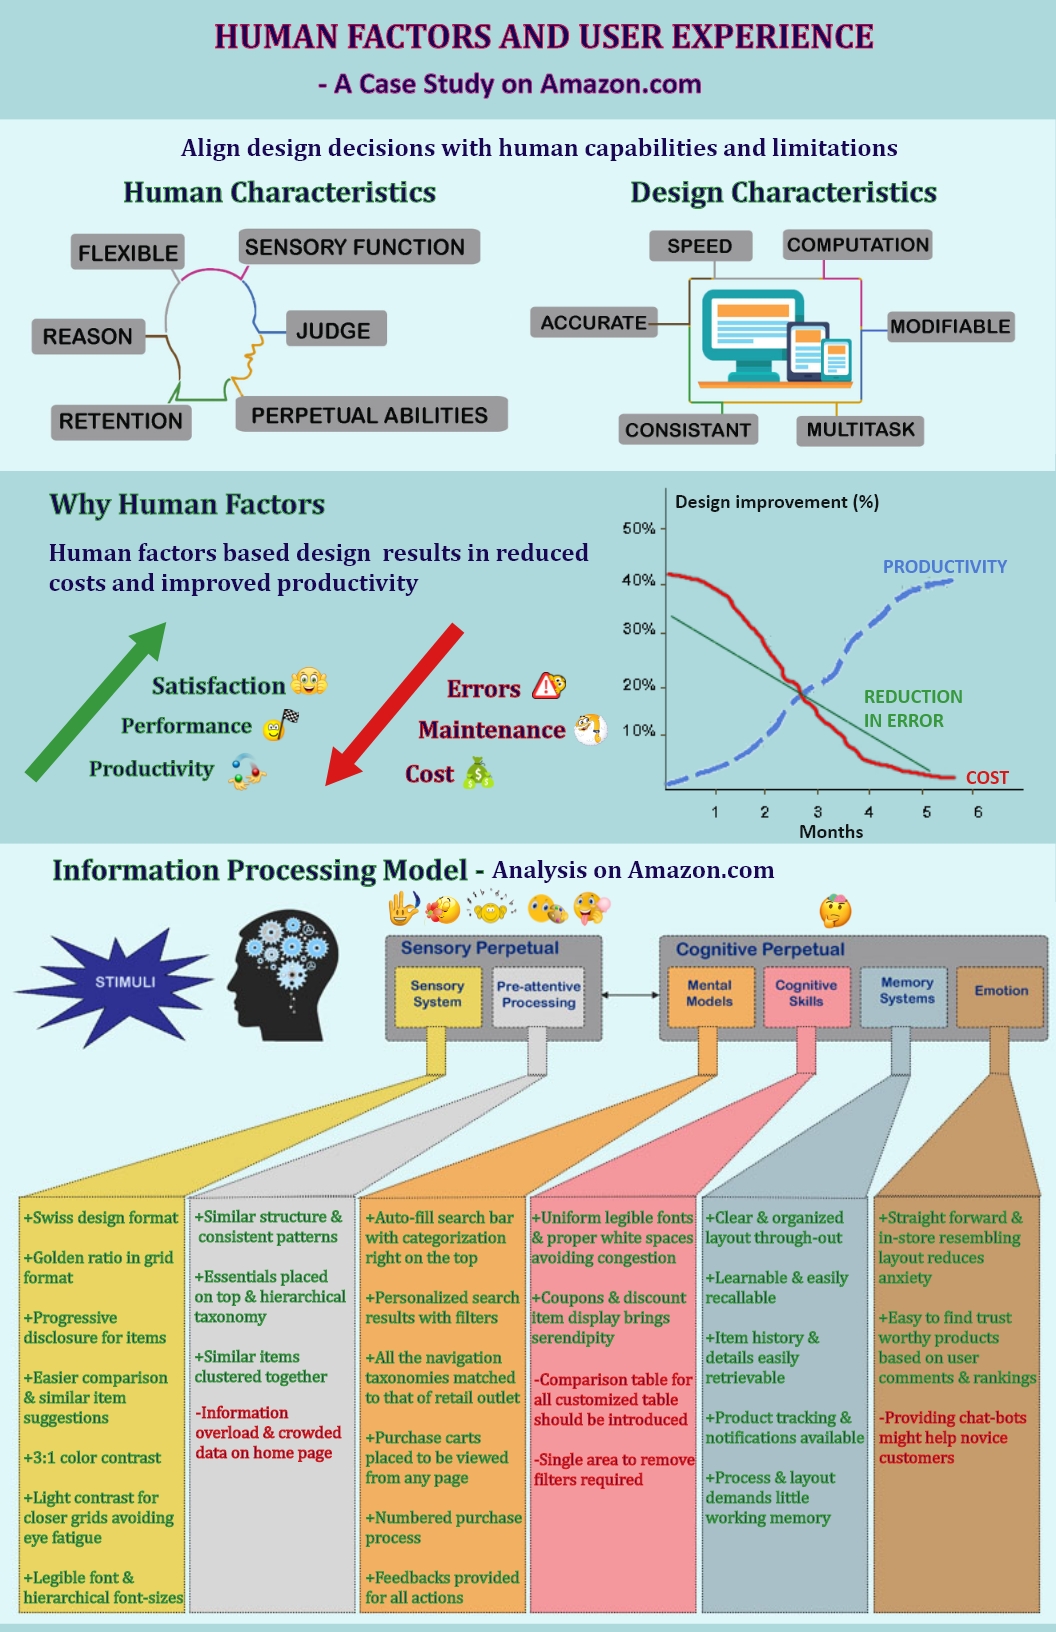 HUMAN FACTORS AND USER EXPERIENCE
- A Case Study on Amazon.com
Align design decisions with human capabilities and limitations
Human Characteristics
FLEXIBLE
SENSORY FUNCTION
REASON
JUDGE
RETENTION
PERPETUAL ABILITIES
Design Characteristics
SPEED
COMPUTATION
ACCURATE
MODIFIABLE
CONSISTANT
MULTITASK
Why Human Factors
Human factors based design results in reduced
costs and improved productivity
Satisfaction
Performance
Productivity
Errors
Maintenance
Cost
Design improvement (%)
50%
40%
30%
20%
10%
PRODUCTIVITY
REDUCTION
IN ERROR
COST
1 2 3 4 5 6
Months
Information Processing Model - Analysis on Amazon.com
STIMULI
Sensory Perpetual
Sensory
System
Pre-attentive
Processing
Cognitive Perpetual
Mental
Models
Cognitive
Skills
Memory
Systems
Emotion
+Swiss design format
+Golden ratio in grid
format
+Progressive
disclosure for items
+Easier comparison
& similar item
suggestions
+3:1 color contrast
+Light contrast for
closer grids avoiding
eye fatigue
+Legible font &
hierarchical font-sizes
+Similar structure &
consistent patterns
+Essentials placed
on top & hierarchical
taxonomy
+Similar items
clustered together
-Information
overload & crowded
data on home page
+Auto-fill search bar
with categorization
right on the top
+Personalized search
results with filters
+All the navigation
taxonomies matched
to that of retail outlet
+Purchase carts
placed to be viewed
from any page
+Numbered purchase
process
+Feedbacks provided
for all actions
+Uniform legible fonts
& proper white spaces
avoiding congestion
+Coupons & discount
item display brings
serendipity
-Comparison table for
all customized table
should be introduced
-Single area to remove
filters required
+Clear & organized
layout through-out
+Learnable & easily
recallable
+Item history &
details easily
retrievable
+Product tracking &
notifications available
+Process & layout
demands little
working memory
+Straight forward &
in-store resembling
layout reduces
anxiety
+Easy to find trust
worthy products
based on user
comments & rankings
-Providing chat-bots
might help novice
customers